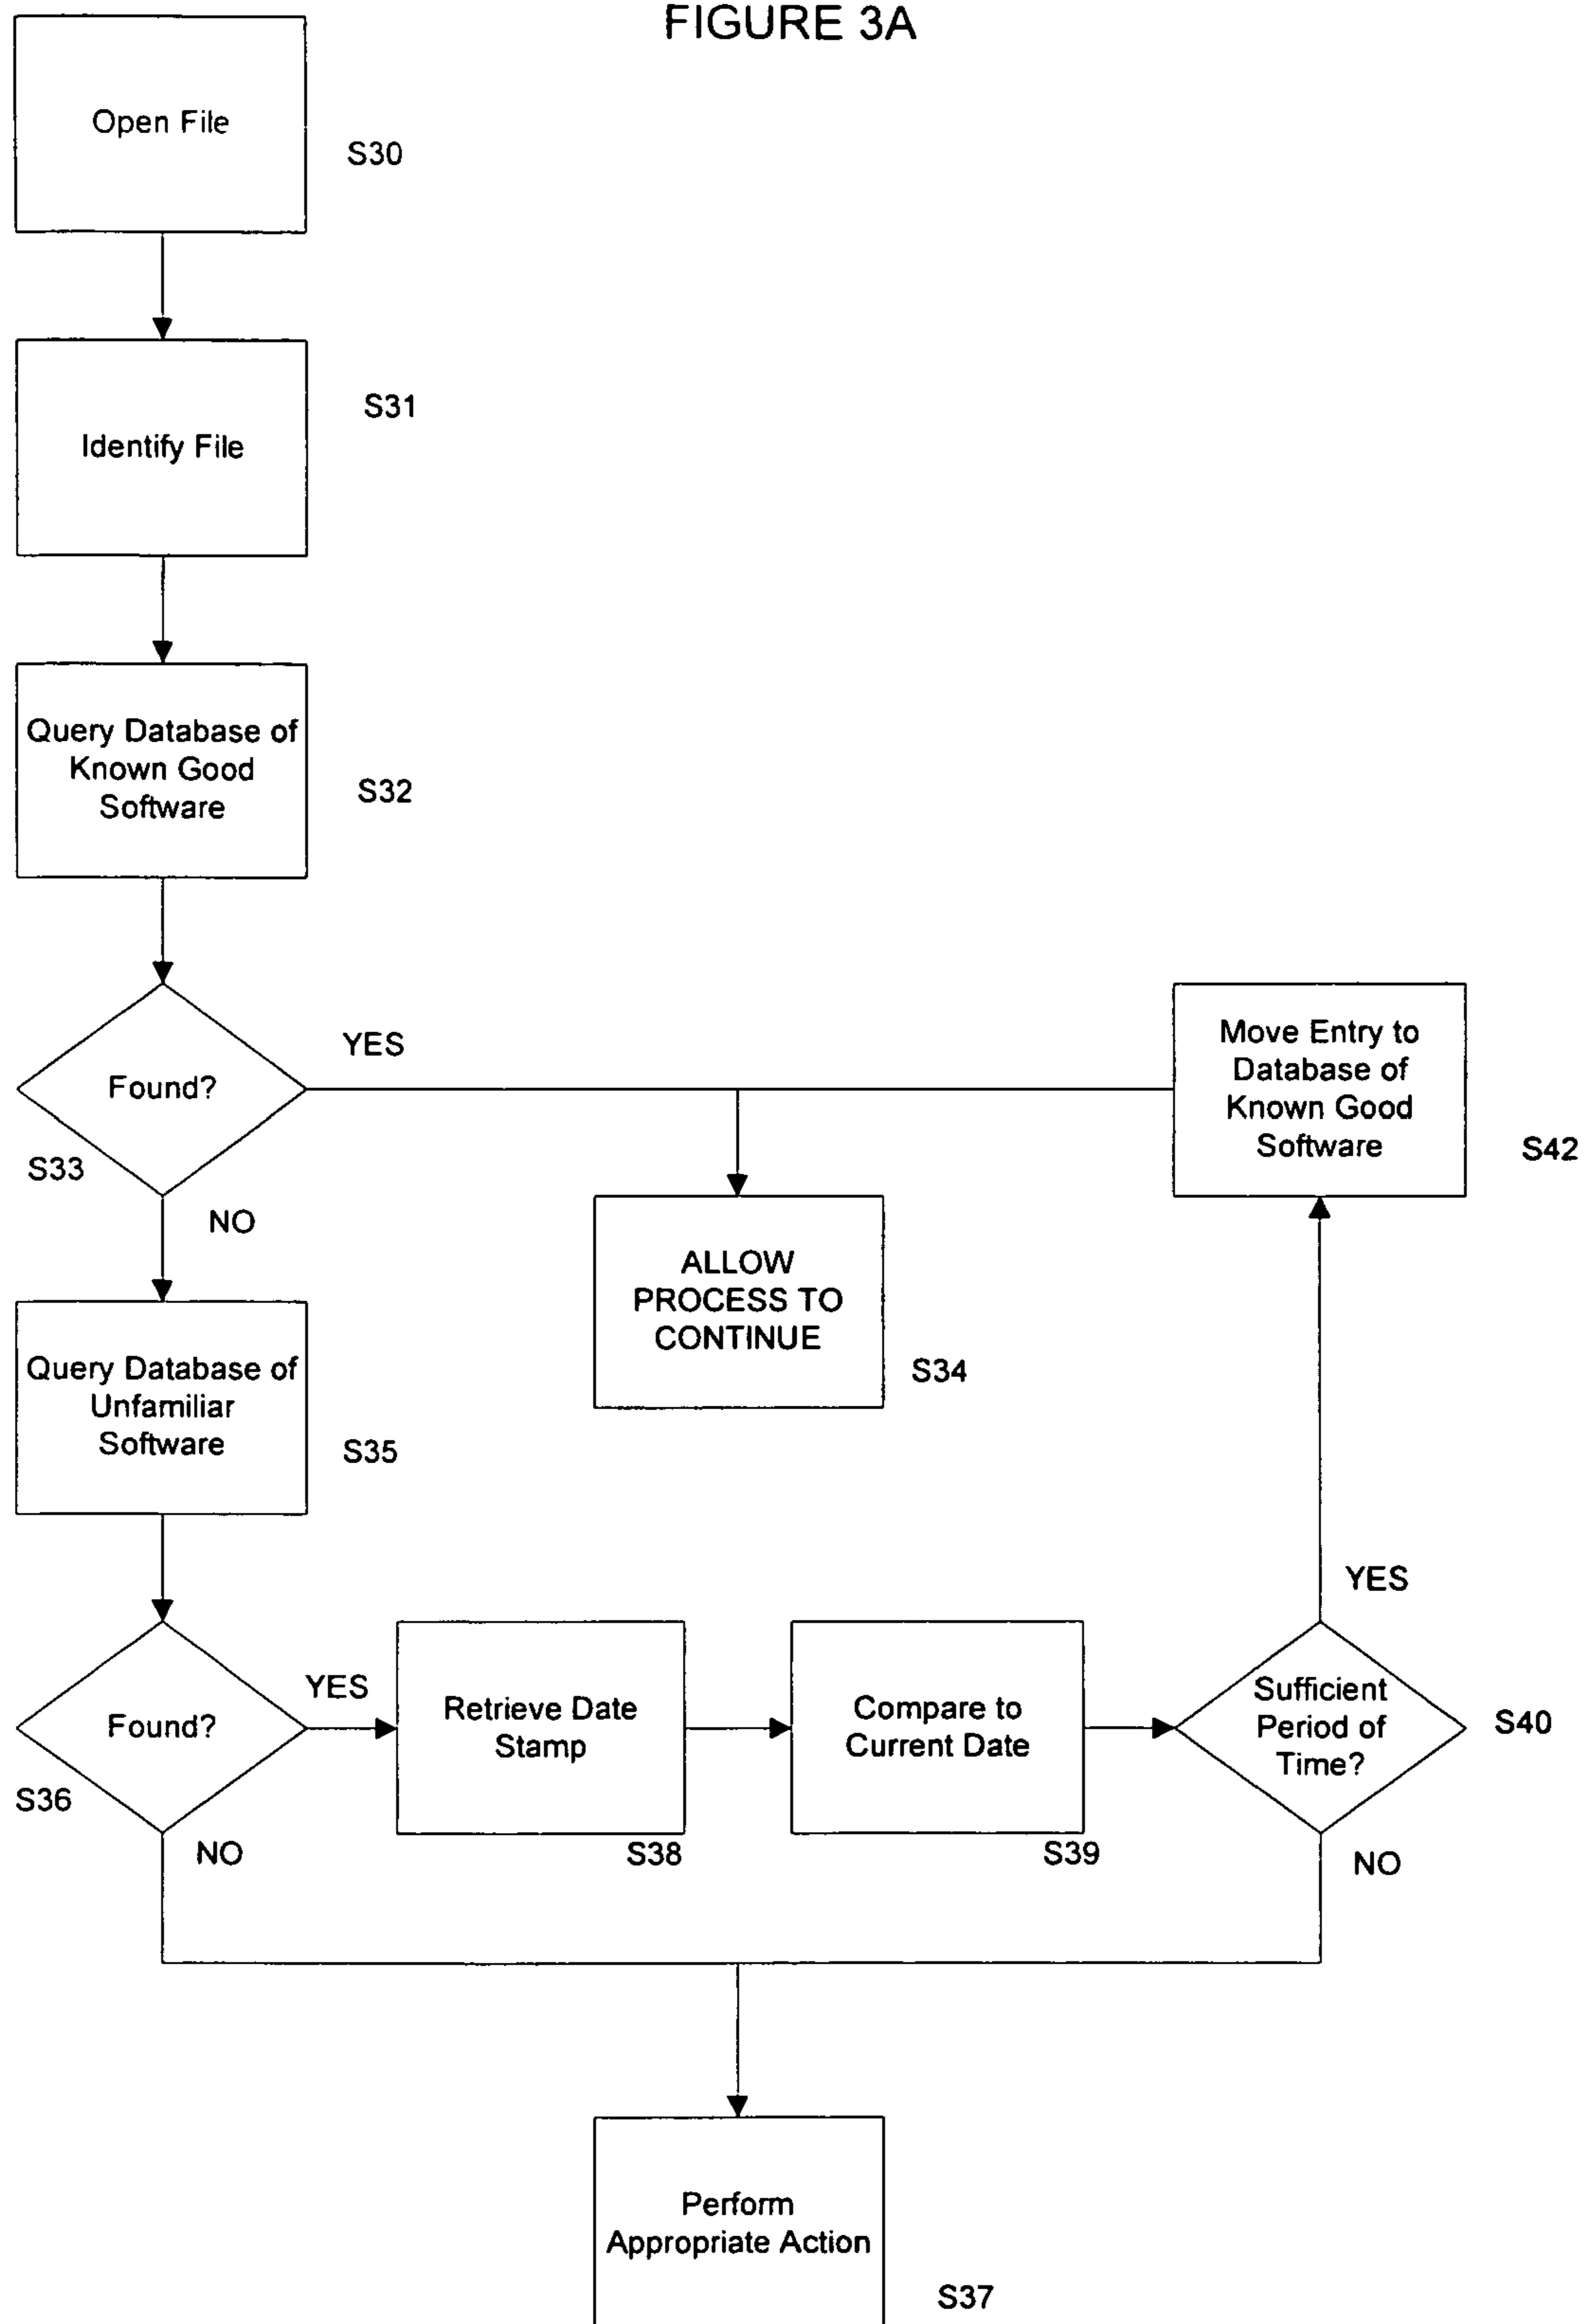 FIGURE 3A
Open File
S30
S31
Identify File
Query Database of
Known Good
Software
S32
YES
Found?
S33
NO
Move Entry to
Database of
Known Good
Software
S42
ALLOW
PROCESS TO
CONTINUE
S34
Query Database of
Unfamiliar
Software
S35
YES
Found?
YES
S36
NO
Retrieve Date
Stamp
S38
Compare to
Current Date
S39
Sufficient
Period of
Time?
S40
NO
Perform
Appropriate Action
S37